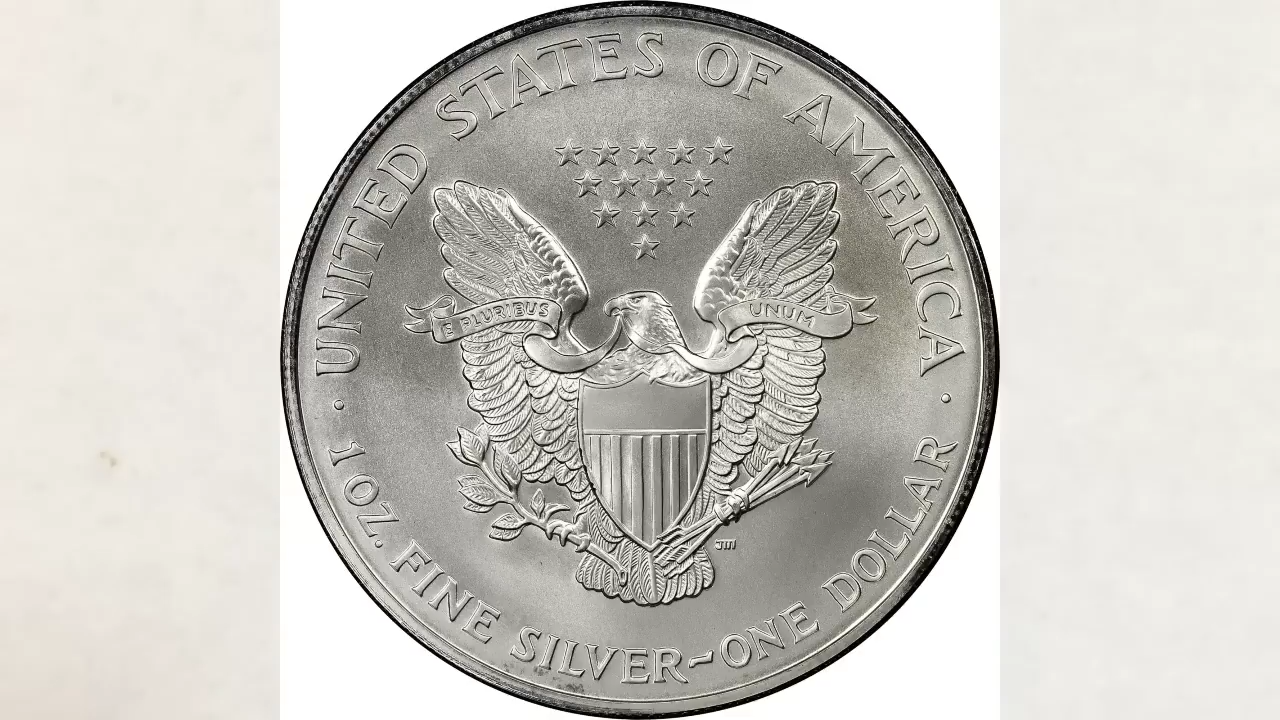 UNITED STATES OF AMERICA
E PLURIBUS UNUM
JM
· 1 OZ. FINE SILVER~ONE DOLLAR ·